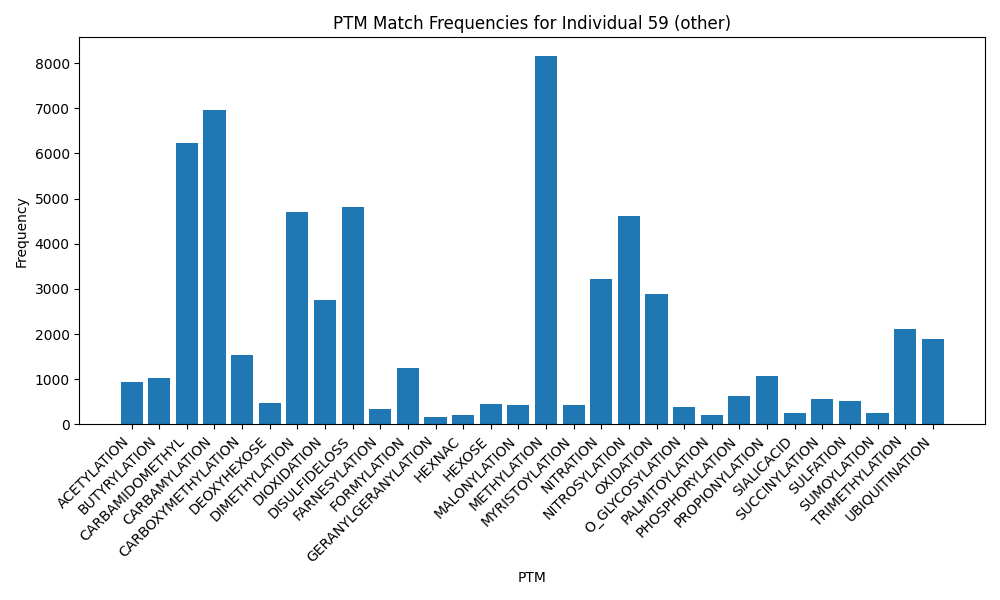 PTM Match Frequencies for Individual 59 (other)
Frequency
8000
7000
6000
5000
4000
3000
2000
1000
0
ACETYLATION
BUTYRYLATION
CARBAMIDOMETHYL
CARBAMYLATION
CARBOXYMETHYLATION
DEOXYHEXOSE
DIMETHYLATION
DIOXIDATION
DISULFIDELOSS
FARNESYLATION
FORMYLATION
GERANYLGERANYLATION
HEXNAC
HEXOSE
MALONYLATION
METHYLATION
MYRISTOYLATION
NITRATION
NITROSYLATION
OXIDATION
O_GLYCOSYLATION
PALMITOYLATION
PHOSPHORYLATION
PROPIONYLATION
SIALICACID
SUCCINYLATION
SULFATION
SUMOYLATION
TRIMETHYLATION
UBIQUITINATION
PTM